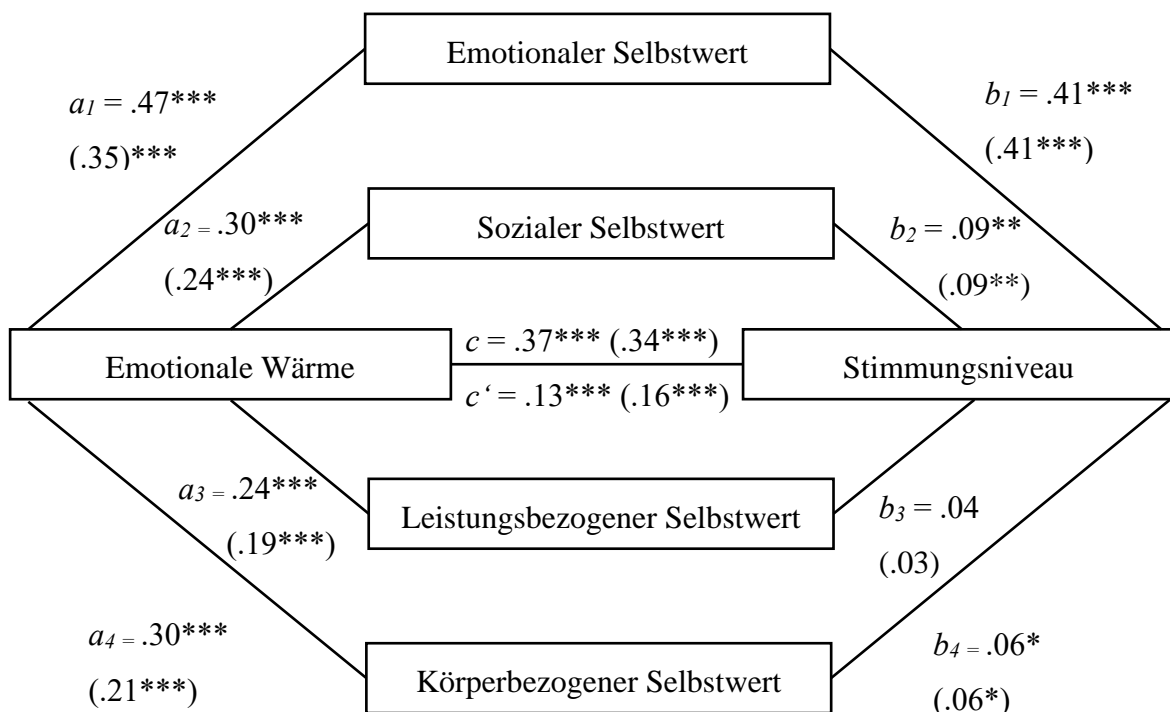 Emotionaler Selbstwert
a1 = .47***
(.35)***
b1 = .41***
(.41***)
a2 = .30***
(.24***)
Sozialer Selbstwert
b2 = .09**
(.09**)
Emotionale Wärme
c = .37*** (.34***)
c‘ = .13*** (.16***)
Stimmungsniveau
a3 = .24***
(.19***)
Leistungsbezogener Selbstwert
b3 = .04
(.03)
a4 = .30***
(.21***)
Körperbezogener Selbstwert
b4 = .06*
(.06*)